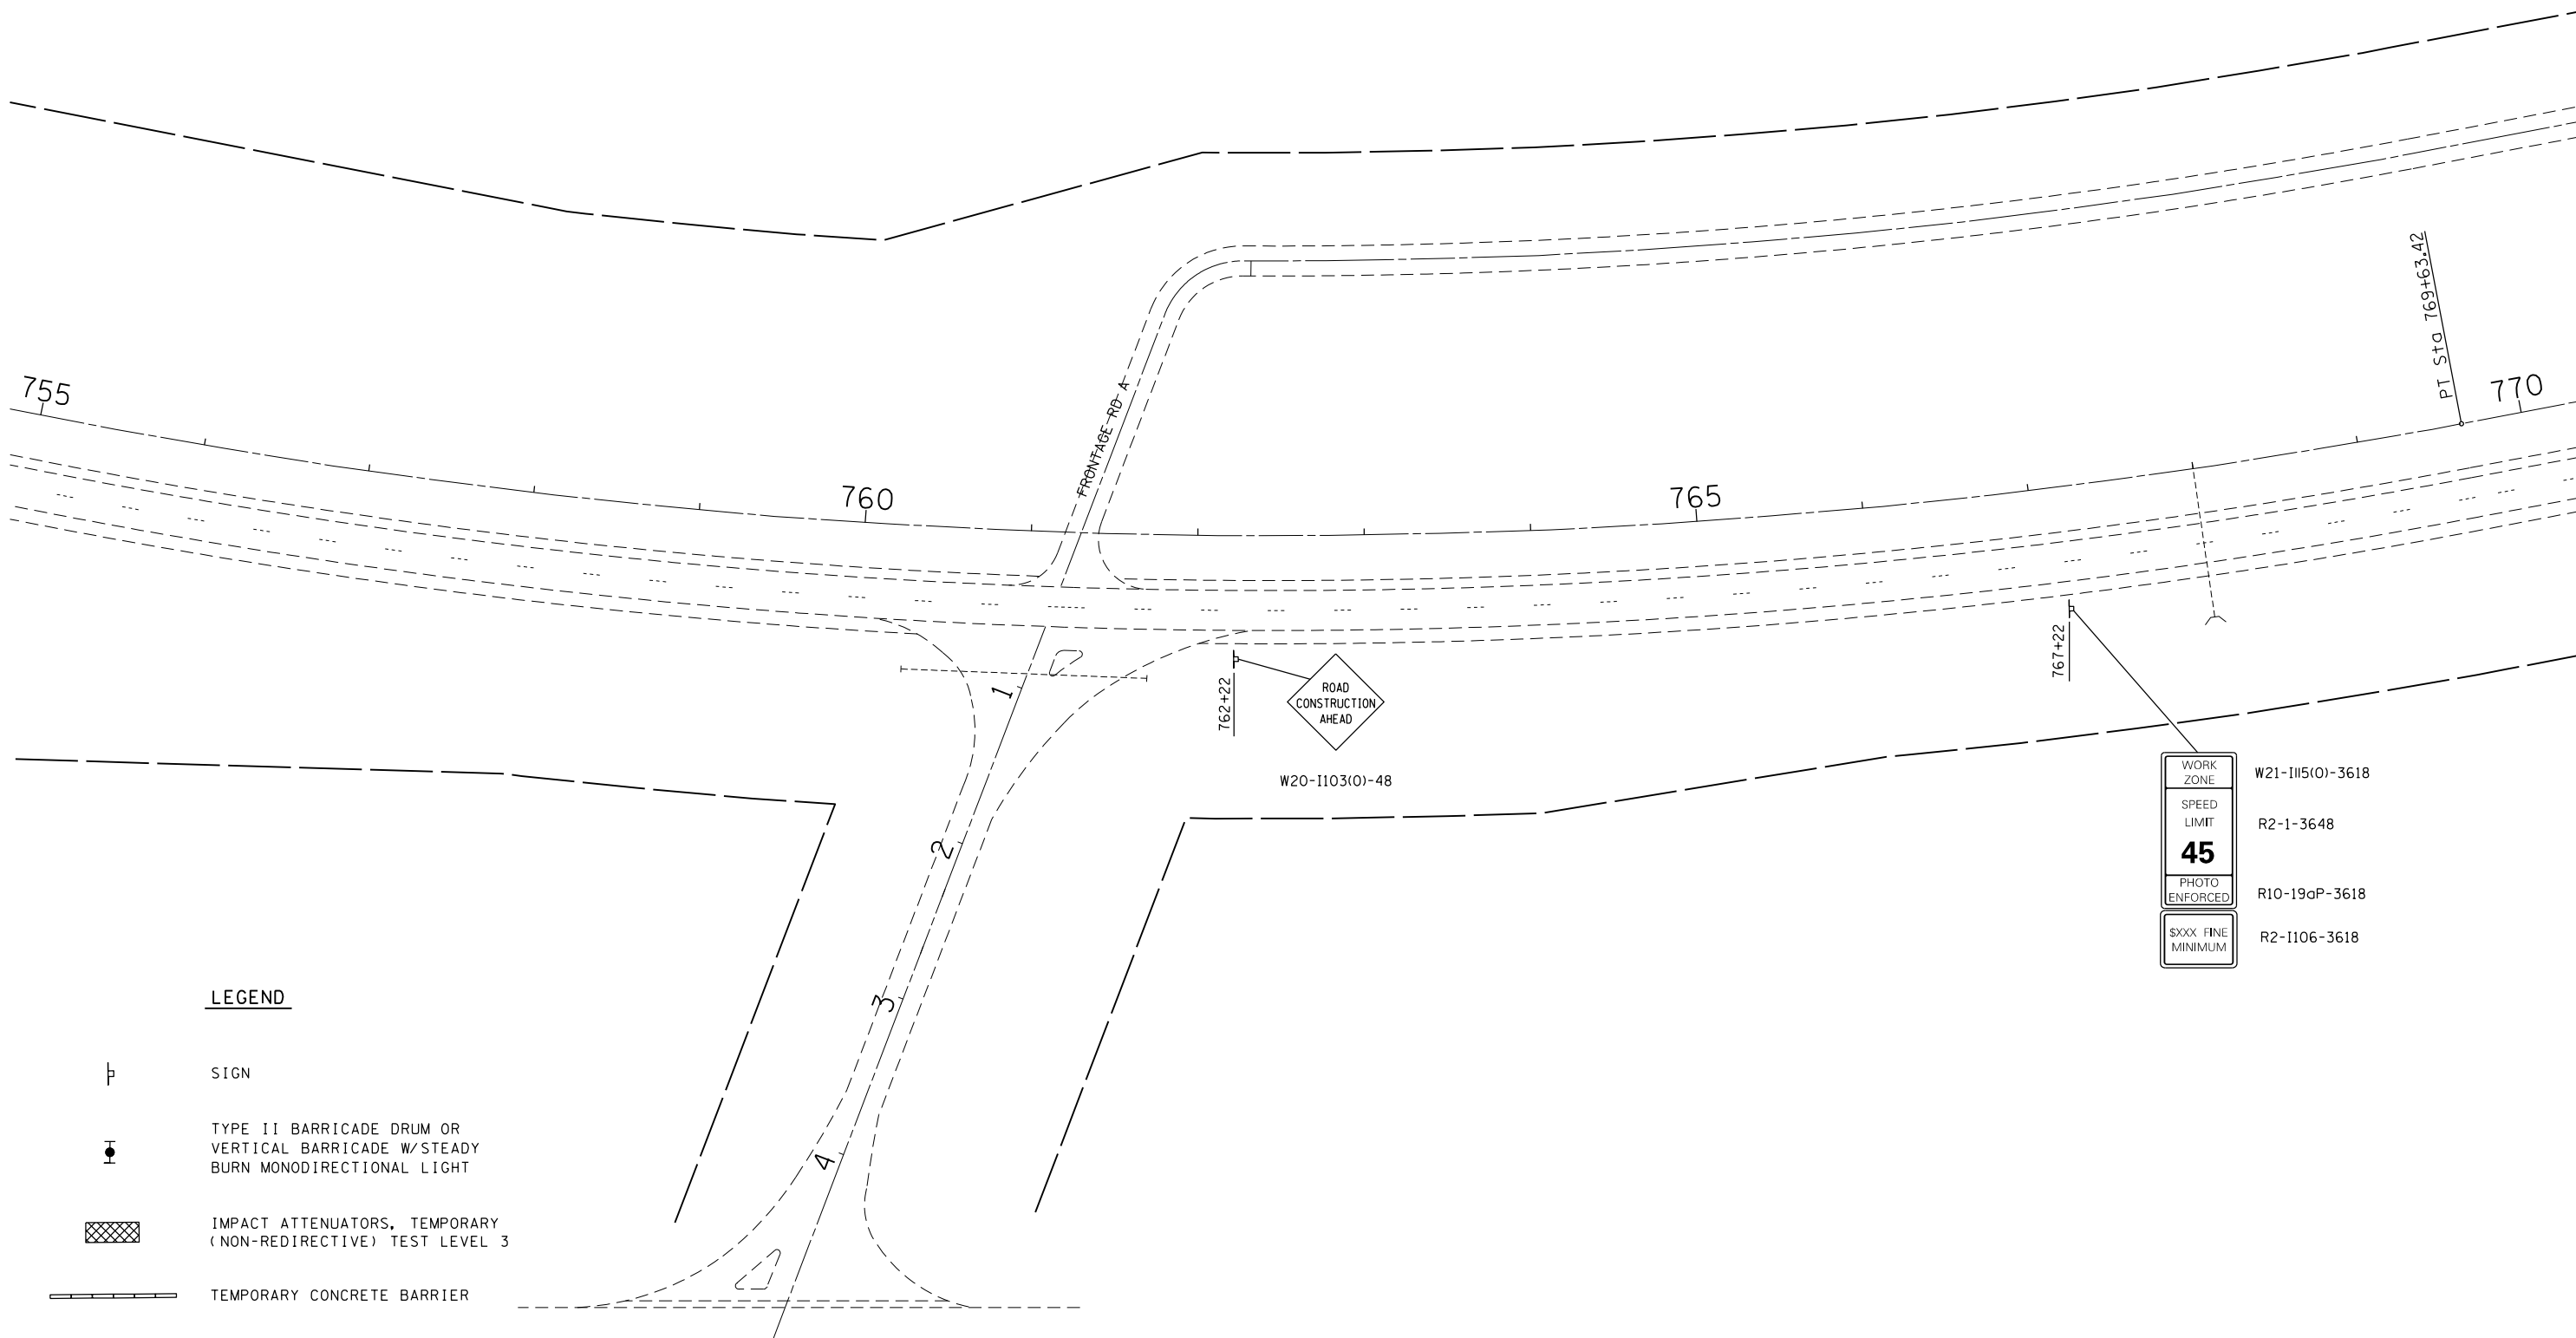 755
760
765
770
PT Sta 769+63.42
FRONTAGE RD A
1
2
3
4
762+22
ROAD
CONSTRUCTION
AHEAD
W20-I103(O)-48
767+22
WORK
ZONE
W21-I115(O)-3618
SPEED
LIMIT
45
R2-1-3648
PHOTO
ENFORCED
R10-19aP-3618
$XXX FINE
MINIMUM
R2-I106-3618
LEGEND
SIGN
TYPE II BARRICADE DRUM OR
VERTICAL BARRICADE W/STEADY
BURN MONODIRECTIONAL LIGHT
IMPACT ATTENUATORS, TEMPORARY
(NON-REDIRECTIVE) TEST LEVEL 3
TEMPORARY CONCRETE BARRIER